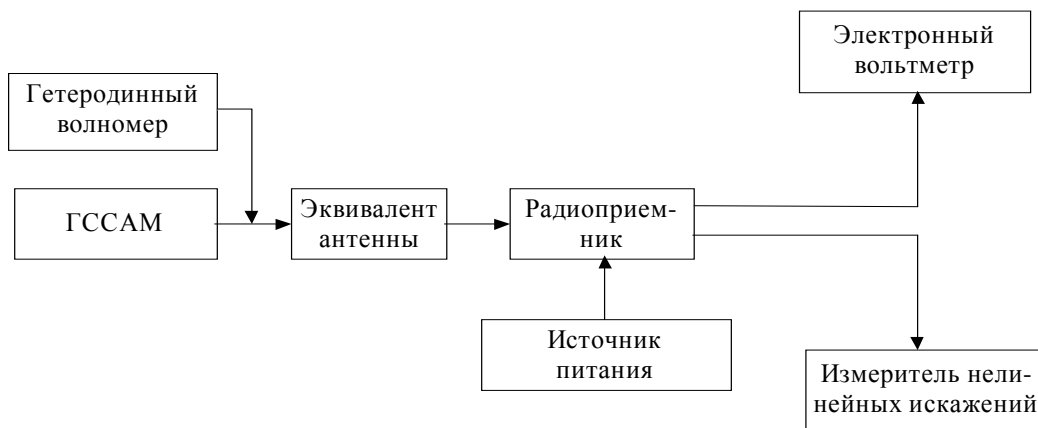 Электронный
вольтметр
Гетеродинный
волномер
ГССАМ
Эквивалент
антенны
Радиоприем-
ник
Источник
питания
Измеритель нели-
нейных искажений